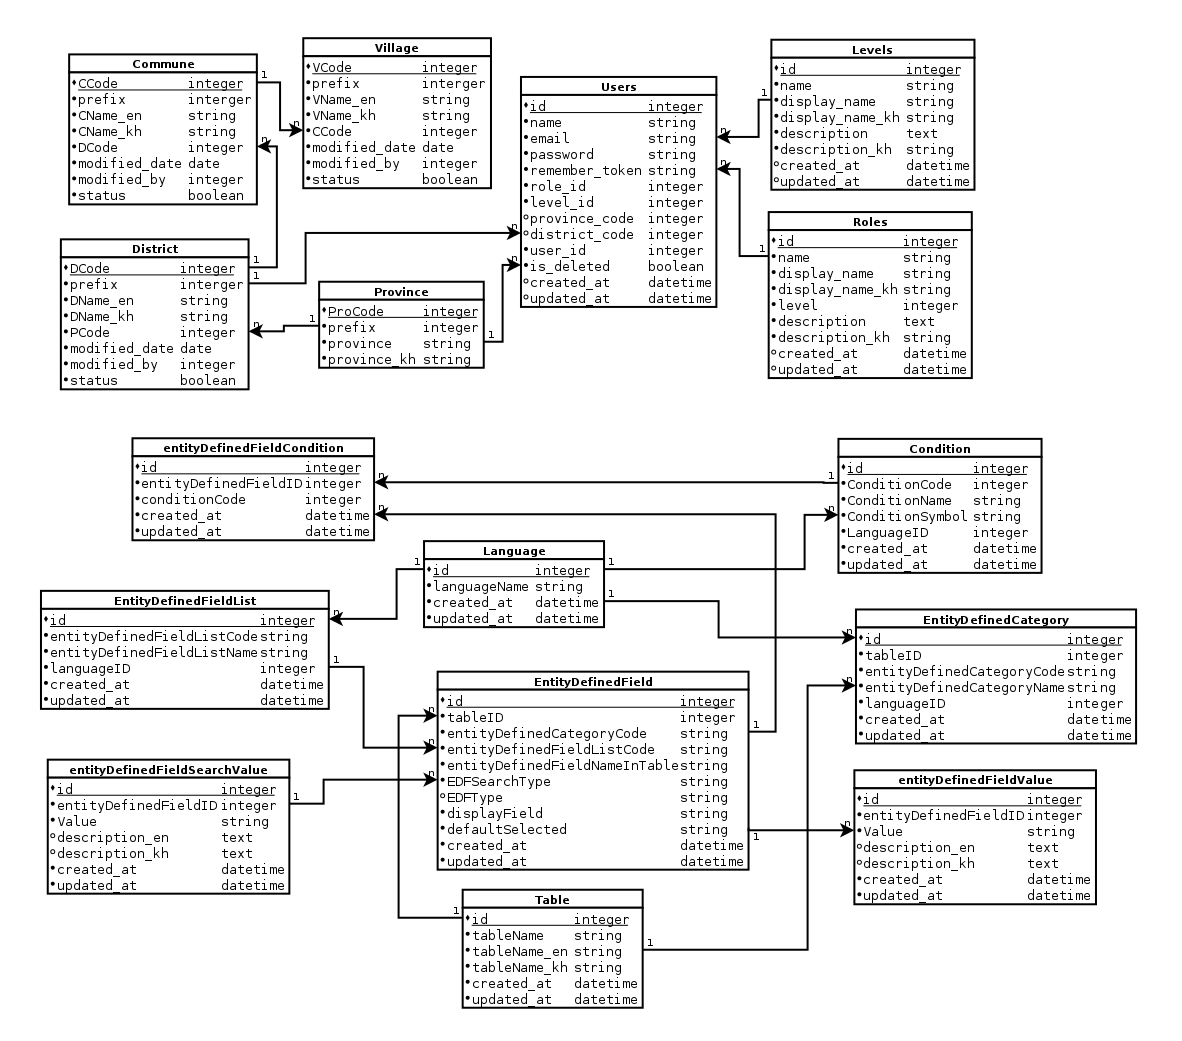 Commune
CCode integer
prefix interger
CName_en string
CName_kh string
DCode integer
modified_date date
modified_by integer
status boolean
1
n
Village
VCode integer
prefix interger
VName_en string
VName_kh string
CCode integer
modified_date date
modified_by integer
status boolean
n
Users
id integer
name string
email string
password string
remember_token string
role_id integer
level_id integer
province_code integer
district_code integer
user_id integer
is_deleted boolean
created_at datetime
updated_at datetime
n
n
n
n
Levels
id integer
name string
display_name string
display_name_kh string
description text
description_kh string
created_at datetime
updated_at datetime
1
District
DCode integer
prefix interger
DName_en string
DName_kh string
PCode integer
modified_date date
modified_by integer
status boolean
1
1
n
Province
ProCode integer
prefix integer
province string
province_kh string
1
1
Roles
id integer
name string
display_name string
display_name_kh string
level integer
description text
description_kh string
created_at datetime
updated_at datetime
1
entityDefinedFieldCondition
id integer
entityDefinedFieldID integer
conditionCode integer
created_at datetime
updated_at datetime
n
n
Condition
id integer
ConditionCode integer
ConditionName string
ConditionSymbol string
LanguageID integer
created_at datetime
updated_at datetime
1
n
Language
id integer
languageName string
created_at datetime
updated_at datetime
1
1
1
EntityDefinedFieldList
id integer
entityDefinedFieldListCode string
entityDefinedFieldListName string
languageID integer
created_at datetime
updated_at datetime
n
1
EntityDefinedCategory
id integer
tableID integer
entityDefinedCategoryCode string
entityDefinedCategoryName string
languageID integer
created_at datetime
updated_at datetime
n
n
EntityDefinedField
id integer
tableID integer
entityDefinedCategoryCode string
entityDefinedFieldListCode string
entityDefinedFieldNameInTable string
EDFSearchType string
EDFType string
displayField string
defaultSelected string
created_at datetime
updated_at datetime
n
n
n
1
1
entityDefinedFieldSearchValue
id integer
entityDefinedFieldID integer
Value string
description_en text
description_kh text
created_at datetime
updated_at datetime
1
entityDefinedFieldValue
id integer
entityDefinedFieldID integer
Value string
description_en text
description_kh text
created_at datetime
updated_at datetime
n
Table
id integer
tableName string
tableName_en string
tableName_kh string
created_at datetime
updated_at datetime
1
1